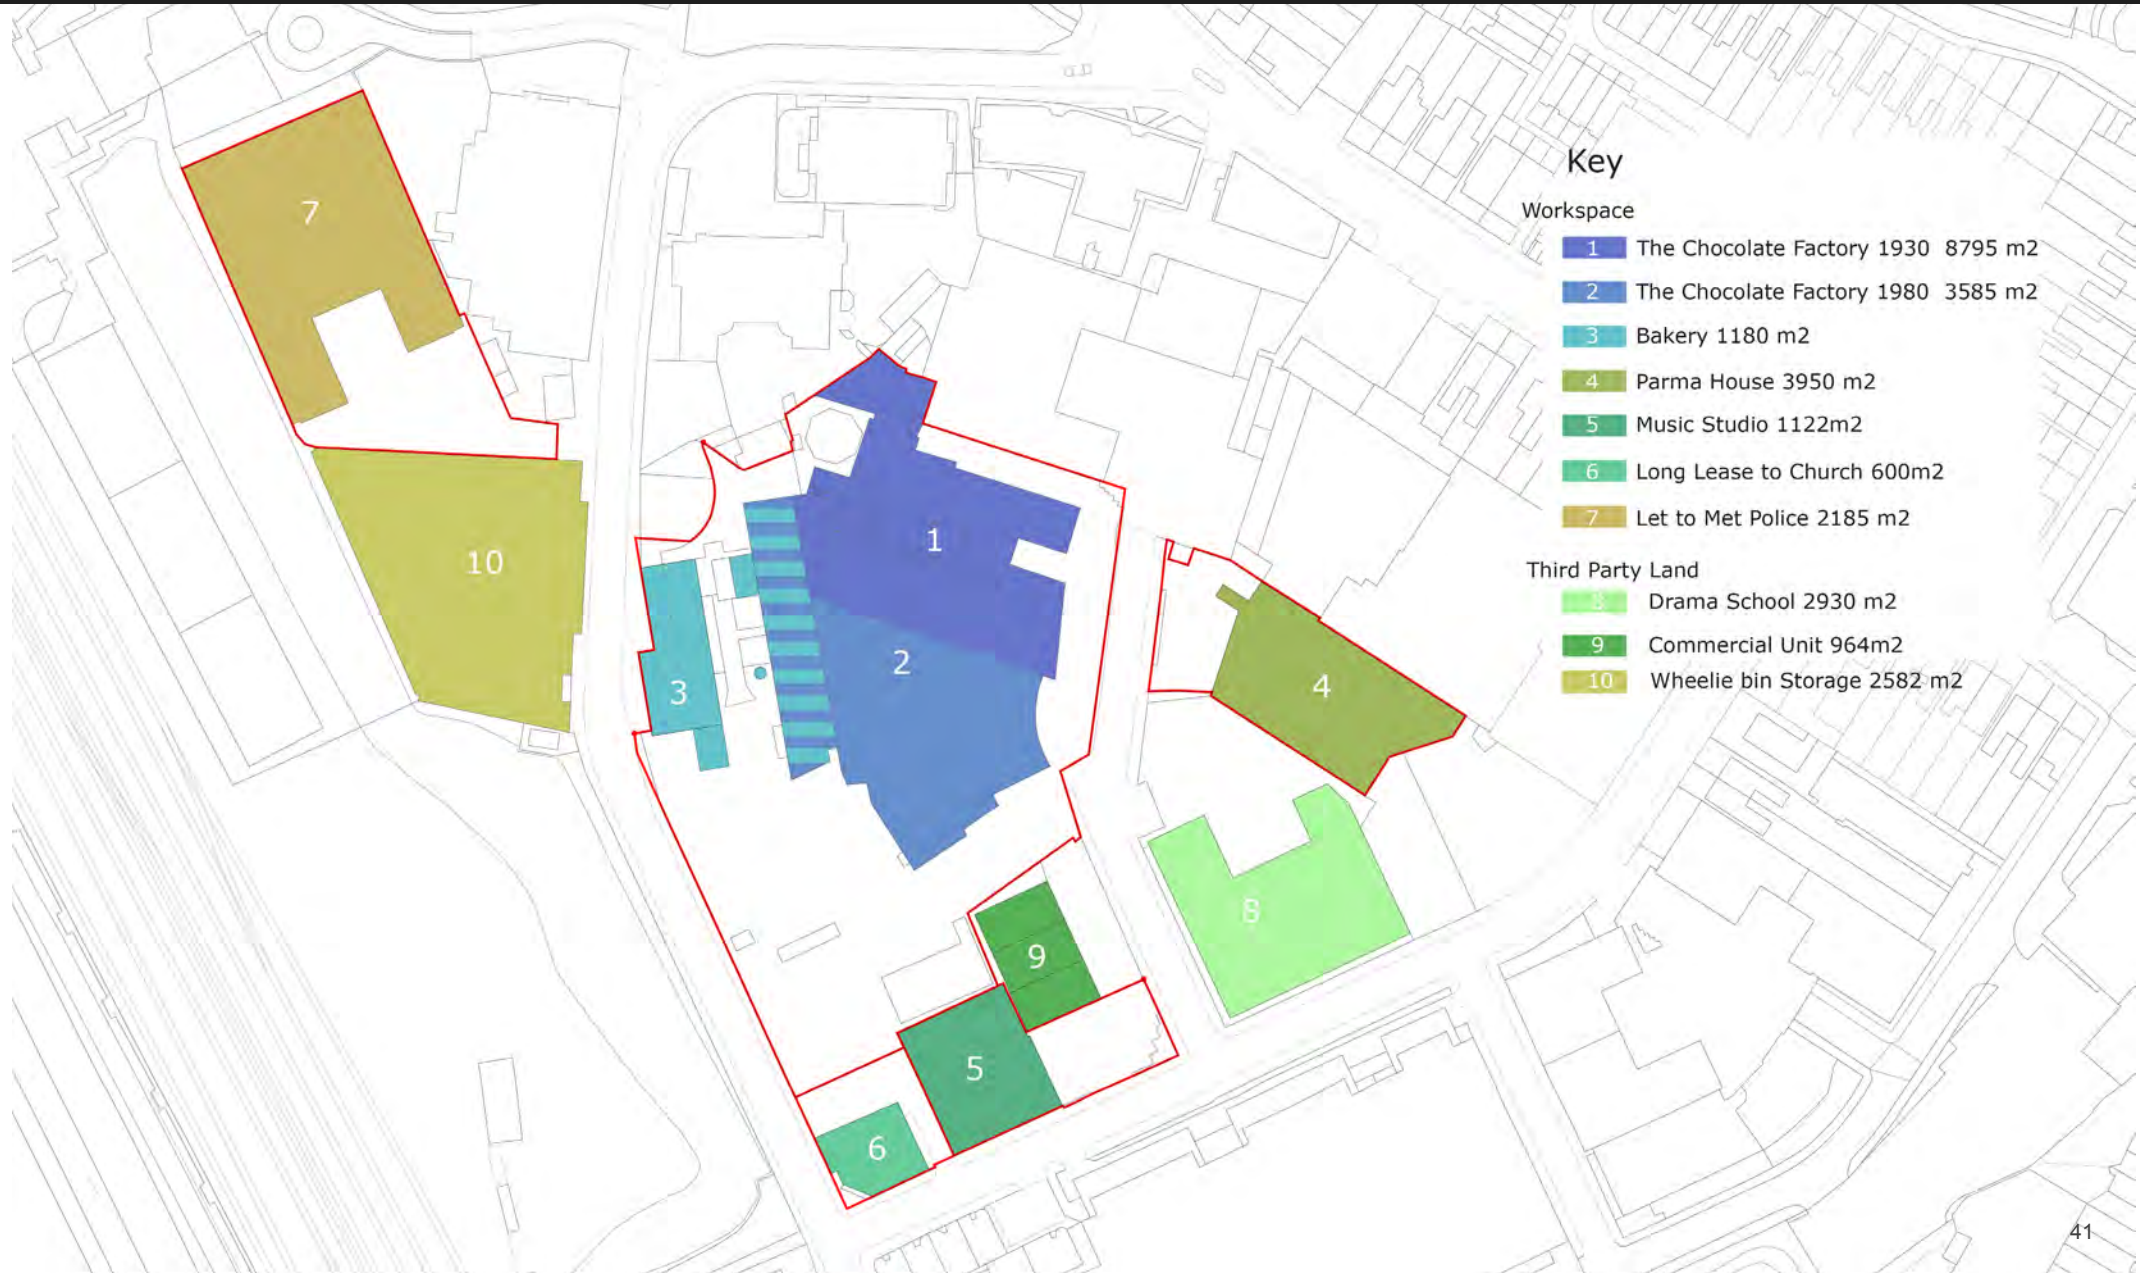 Key
Workspace
1 The Chocolate Factory 1930 8795 m2
2 The Chocolate Factory 1980 3585 m2
3 Bakery 1180 m2
4 Parma House 3950 m2
5 Music Studio 1122m2
6 Long Lease to Church 600m2
7 Let to Met Police 2185 m2
Third Party Land
8 Drama School 2930 m2
9 Commercial Unit 964m2
10 Wheelie bin Storage 2582 m2
7
10
1
2
3
4
8
9
5
6
41